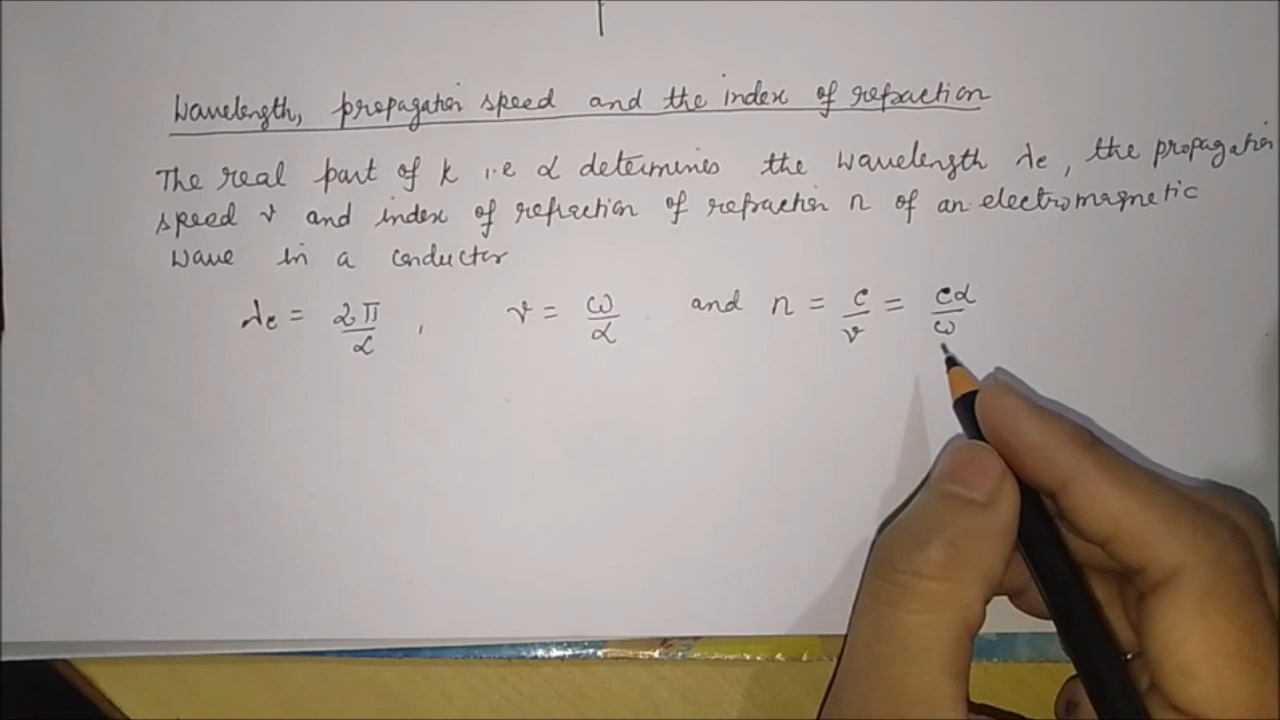 Wavelength, propagation speed and the index of refraction
The real part of k i.e α determines the wavelength λc, the propagation
speed v and index of refraction of refraction n of an electromagnetic
wave in a conductor
λc = 2π/α , v = ω/α and n = c/v = cα/ω